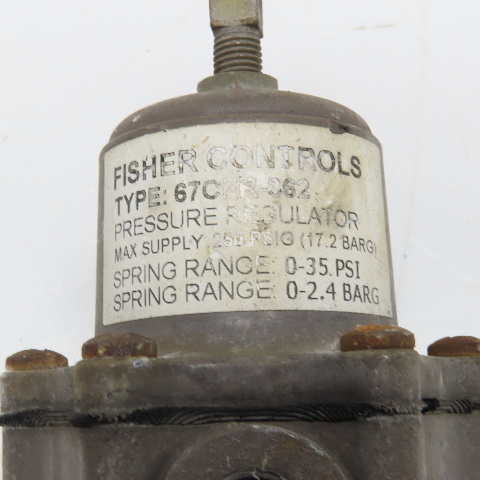 FISHER CONTROLS
TYPE:
PRESSURE REGULATOR
MAX SUPPLY PSIG (17.2 BARG)
SPRING RANGE: 0-35 PSI
SPRING RANGE: 0-2.4 BARG